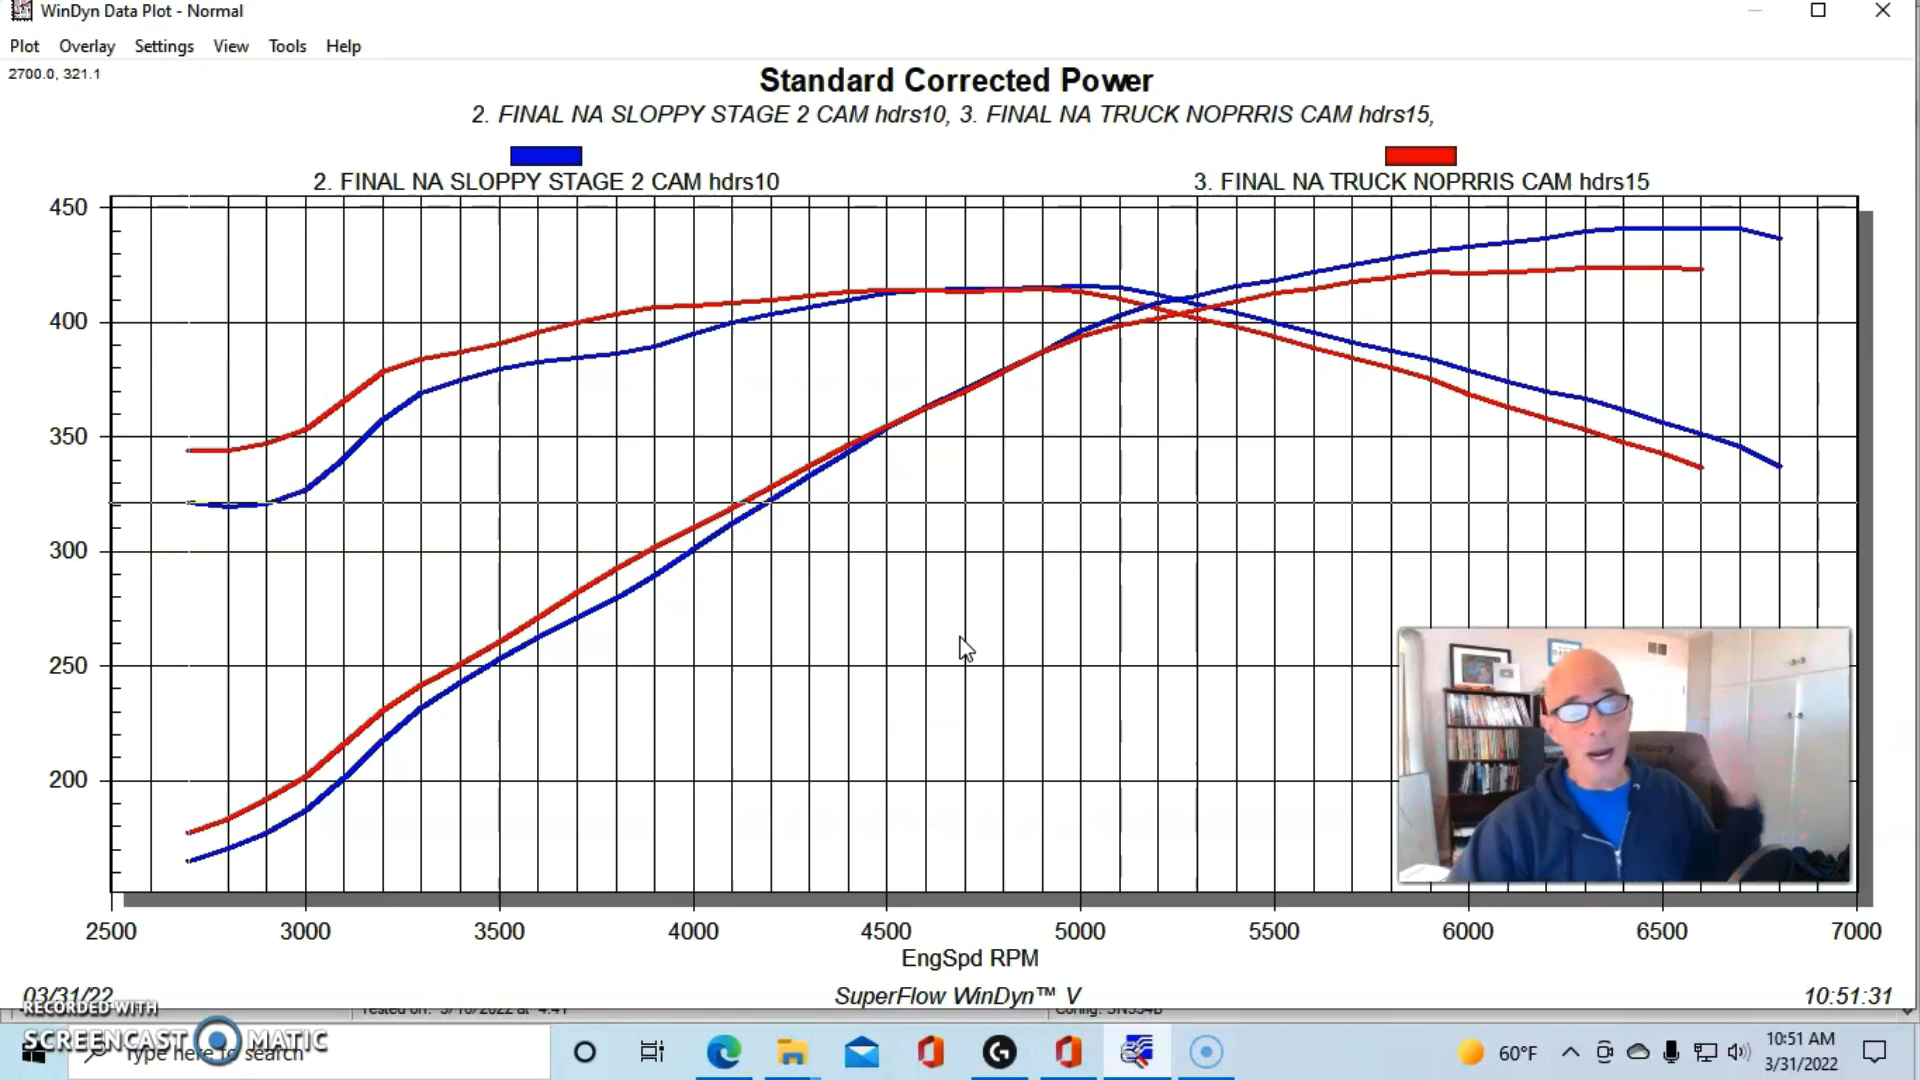 WinDyn Data Plot - Normal
Plot Overlay Settings View Tools Help
2700.0, 321.1
Standard Corrected Power
2. FINAL NA SLOPPY STAGE 2 CAM hdrs10, 3. FINAL NA TRUCK NOPRRIS CAM hdrs15,
2. FINAL NA SLOPPY STAGE 2 CAM hdrs10
3. FINAL NA TRUCK NOPRRIS CAM hdrs15
450
400
350
300
250
200
2500 3000 3500 4000 4500 5000 5500 6000 6500 7000
EngSpd RPM
03/31/22
SuperFlow WinDyn™ V
10:51:31
RECORDED WITH
SCREENCAST MATIC
Type here to search
60°F
10:51 AM
3/31/2022